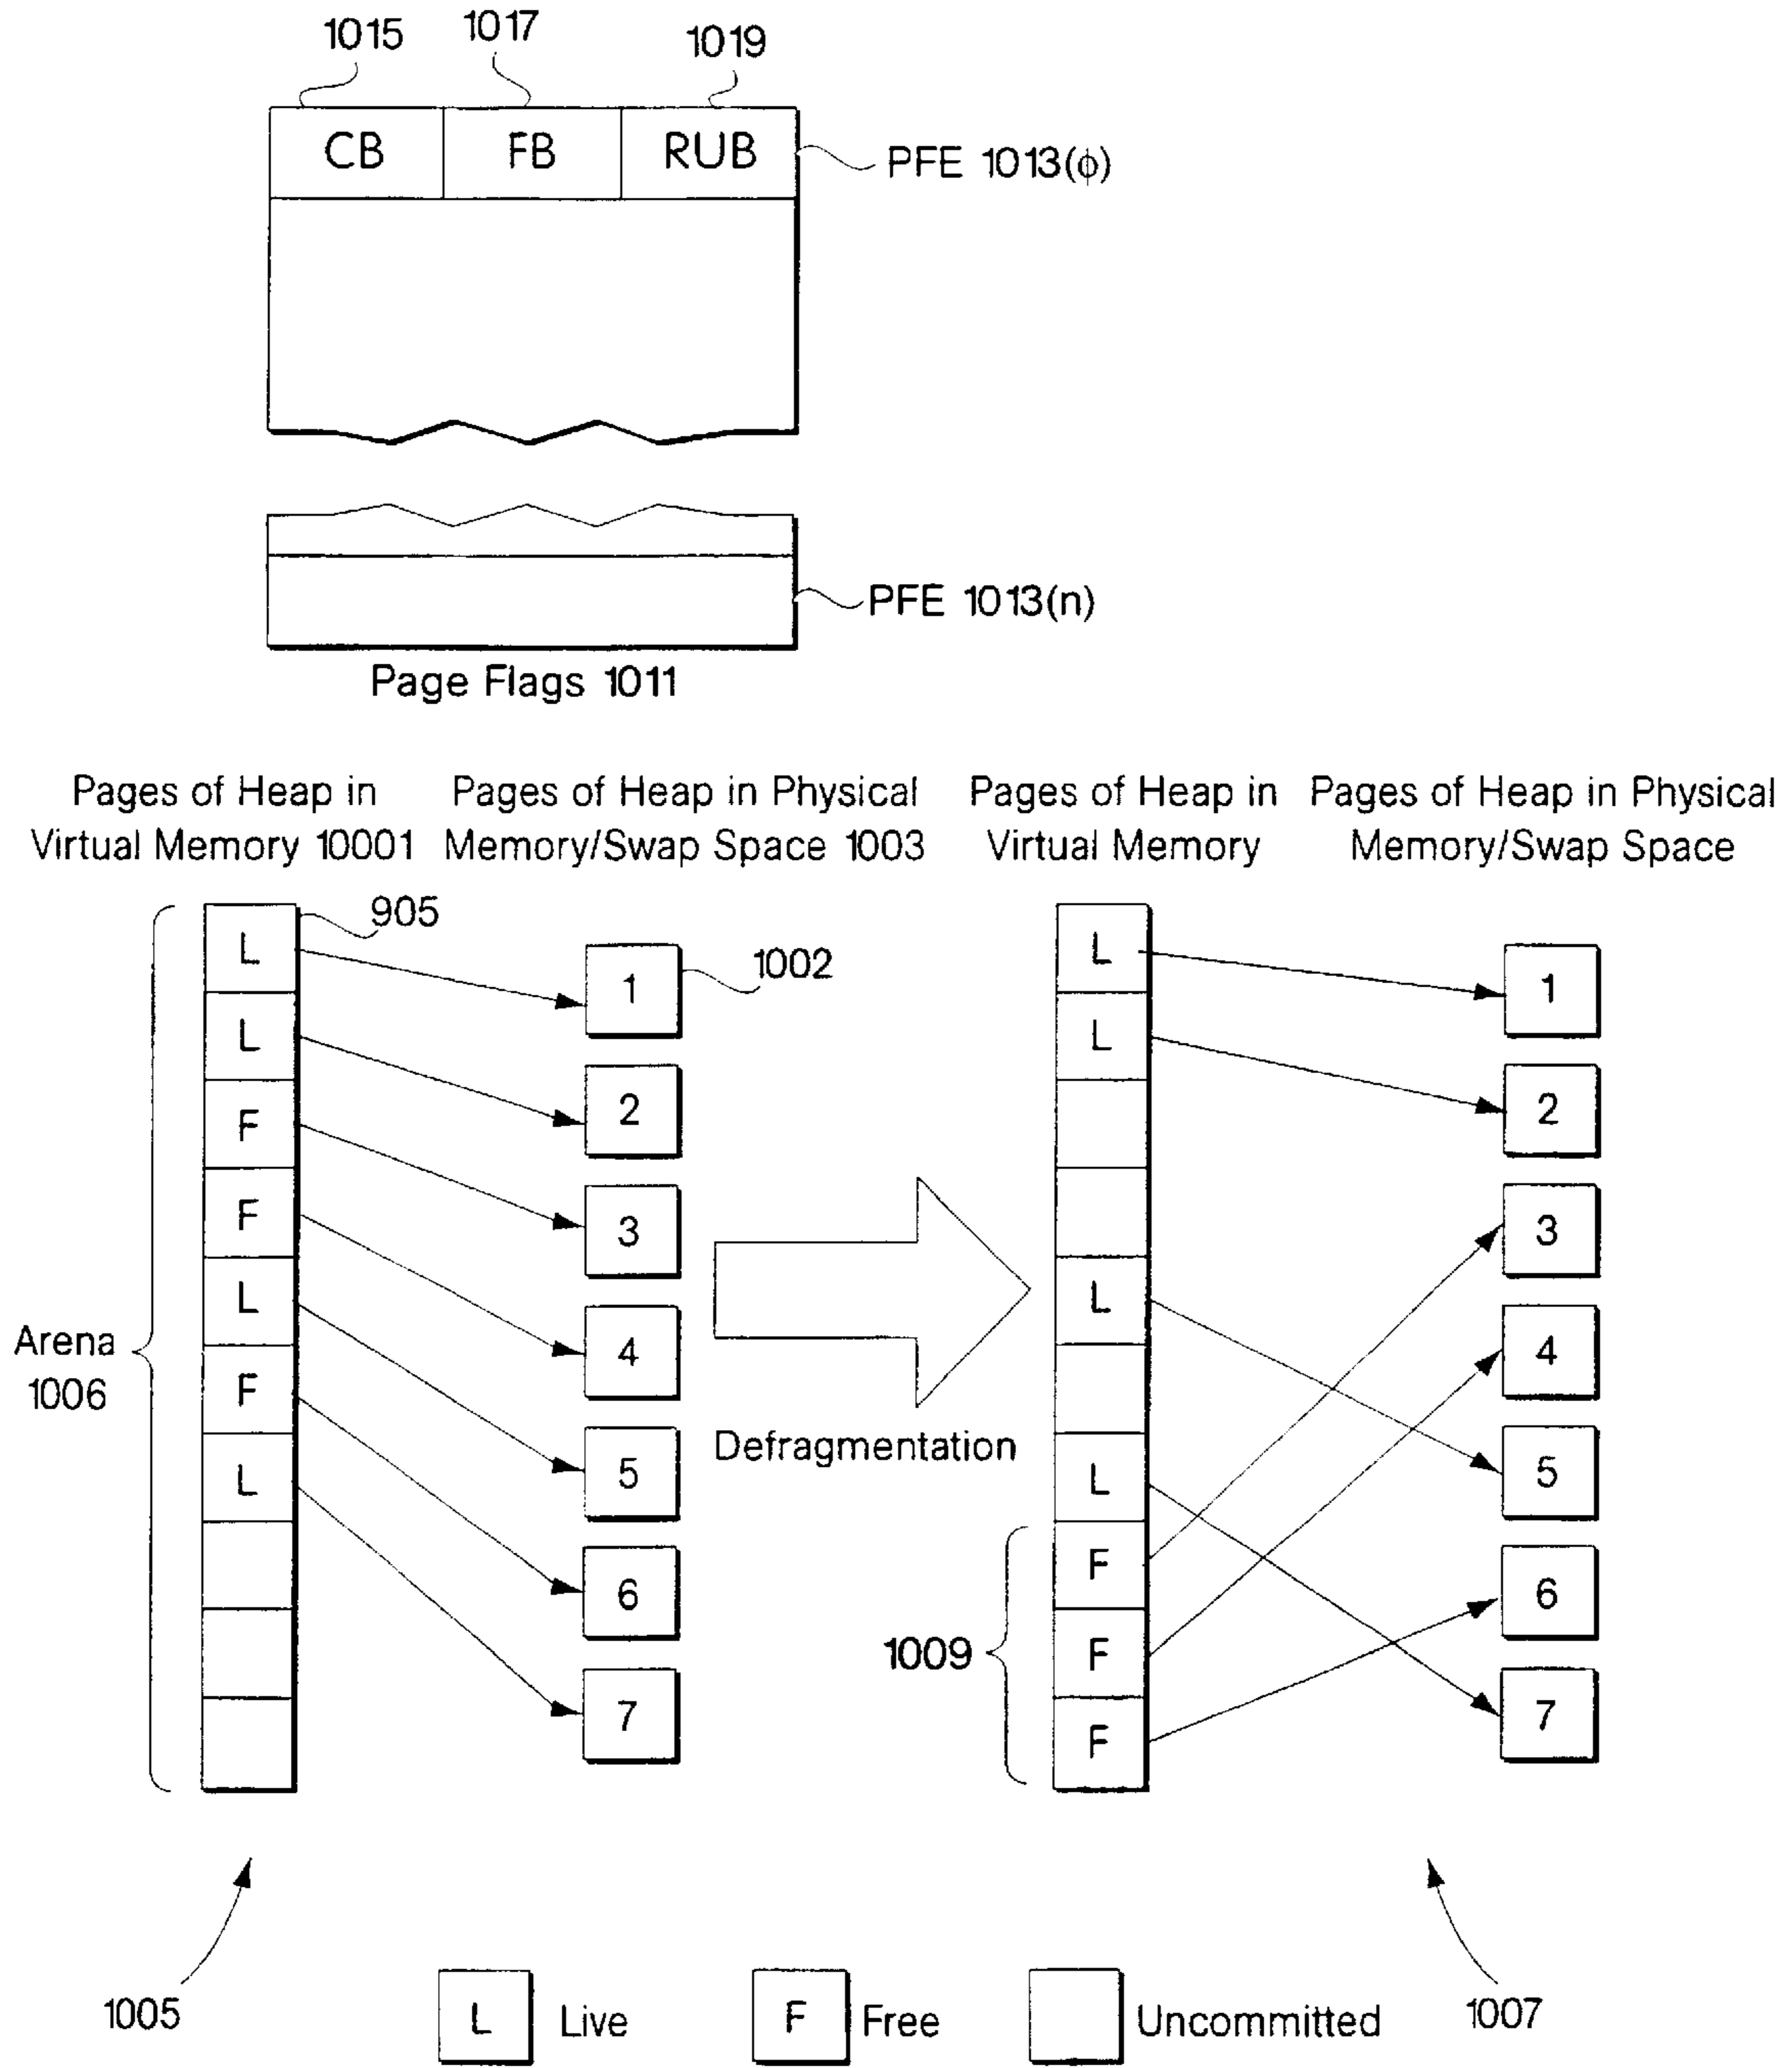 1015
1017
1019
CB
FB
RUB
PFE 1013(ϕ)
PFE 1013(n)
Page Flags 1011
Pages of Heap in
Virtual Memory 10001
Pages of Heap in Physical
Memory/Swap Space 1003
Pages of Heap in
Virtual Memory
Pages of Heap in Physical
Memory/Swap Space
905
1002
Arena
1006
L
L
F
F
L
F
L
1
2
3
4
5
6
7
Defragmentation
L
L
L
L
F
F
F
1009
1
2
3
4
5
6
7
1005
L Live
F Free
Uncommitted
1007